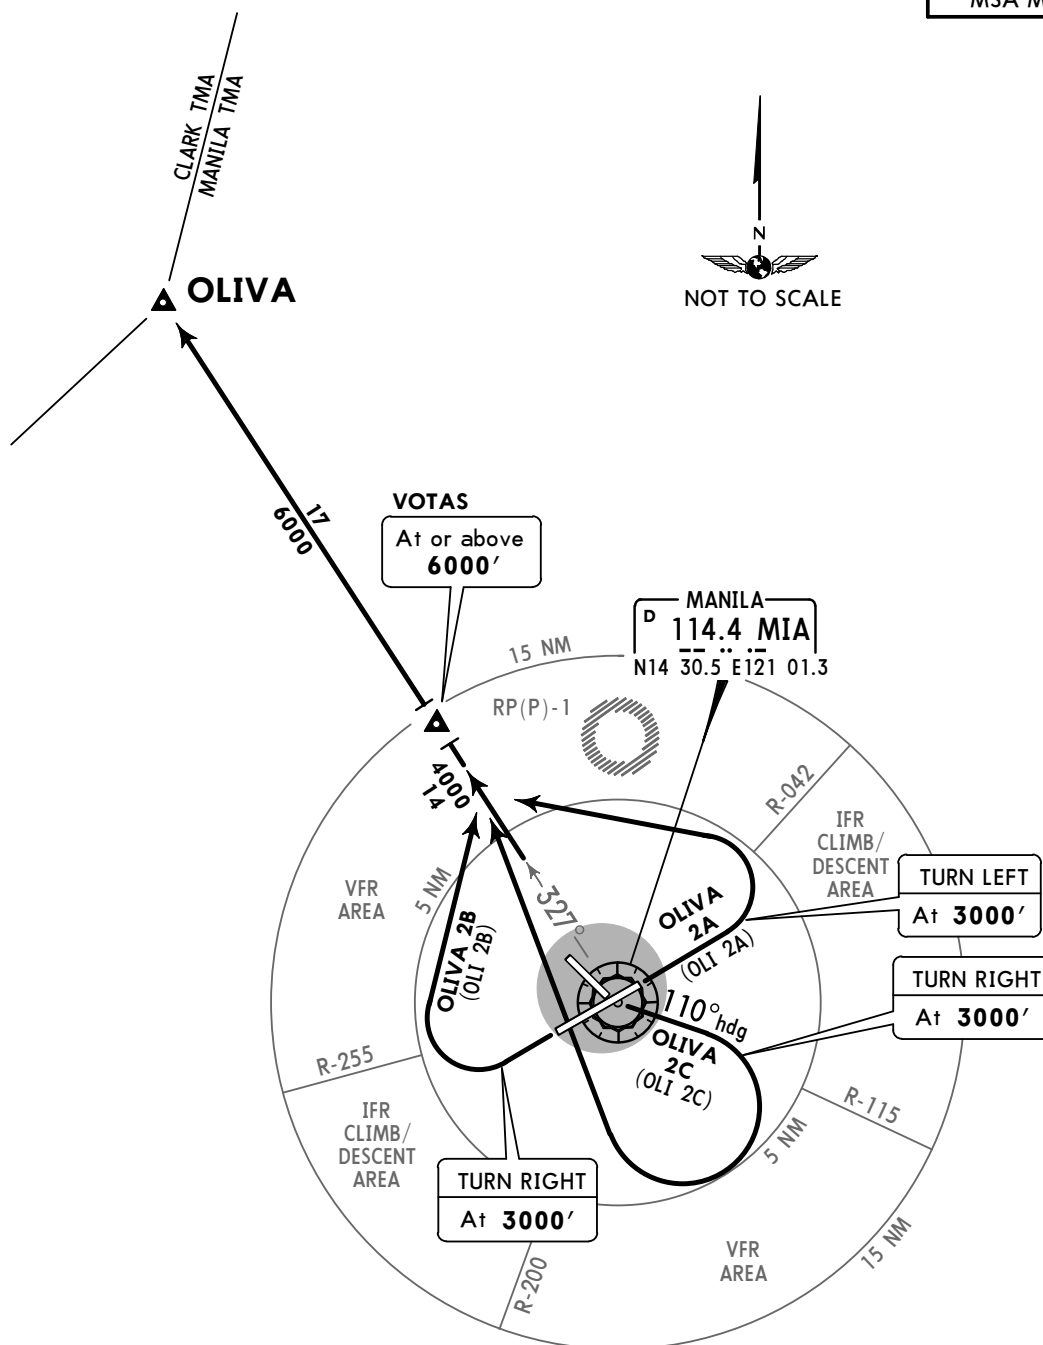 MSA M
CLARK TMA
MANILA TMA
N
NOT TO SCALE
OLIVA
17
6000
VOTAS
At or above
6000'
MANILA
D 114.4 MIA
N14 30.5 E121 01.3
15 NM
RP(P)-1
4000
14
R-042
IFR
CLIMB/
DESCENT
AREA
VFR
AREA
5 NM
327°
OLIVA
2A
(OLI 2A)
TURN LEFT
At 3000'
OLIVA 2B
(OLI 2B)
TURN RIGHT
At 3000'
110° hdg
OLIVA
2C
(OLI 2C)
R-255
R-115
IFR
CLIMB/
DESCENT
AREA
5 NM
TURN RIGHT
At 3000'
R-200
VFR
AREA
15 NM